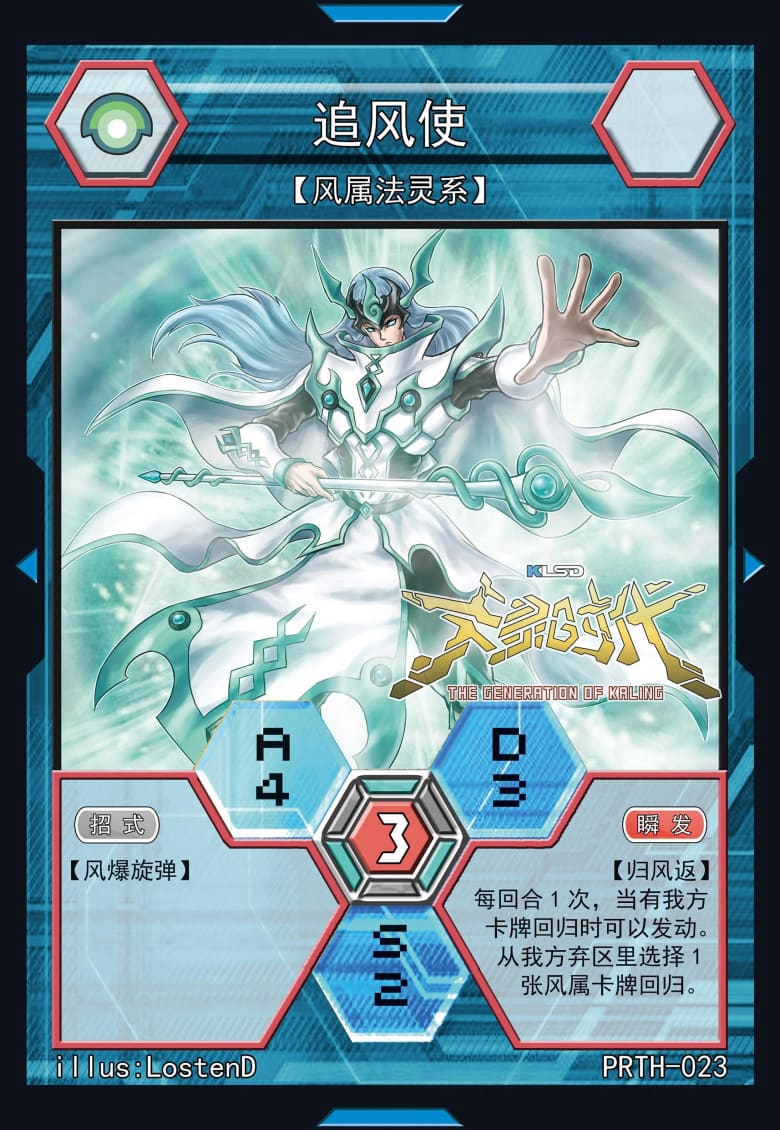 追风使
【风属法灵系】
KLSD
THE GENERATION OF KALING
A
4
D
3
3
招式
【风爆旋弹】
瞬发
【归风返】
每回合1次，当有我方
卡牌回归时可以发动。
从我方弃区里选择1
张风属卡牌回归。
S
2
illus:LostenD
PRTH-023